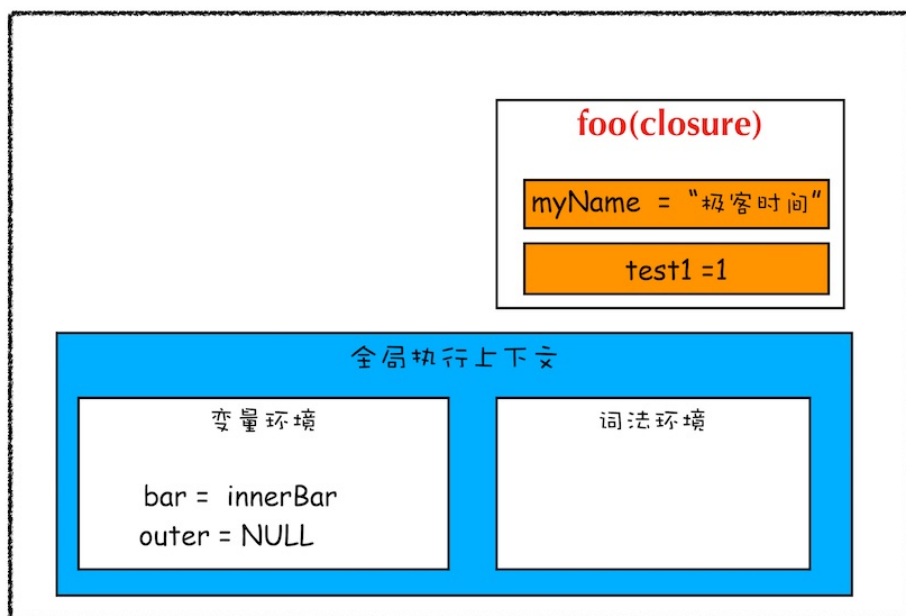 foo(closure)
myName = “极客时间”
test1 =1
全局执行上下文
变量环境
bar = innerBar
outer = NULL
词法环境